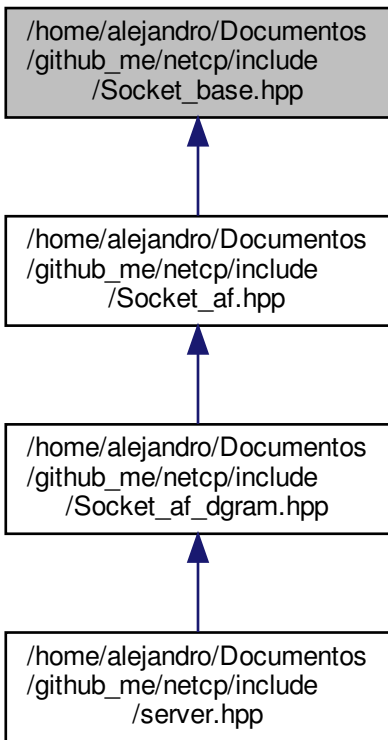 /home/alejandro/Documentos
/github_me/netcp/include
/Socket_base.hpp
/home/alejandro/Documentos
/github_me/netcp/include
/Socket_af.hpp
/home/alejandro/Documentos
/github_me/netcp/include
/Socket_af_dgram.hpp
/home/alejandro/Documentos
/github_me/netcp/include
/server.hpp